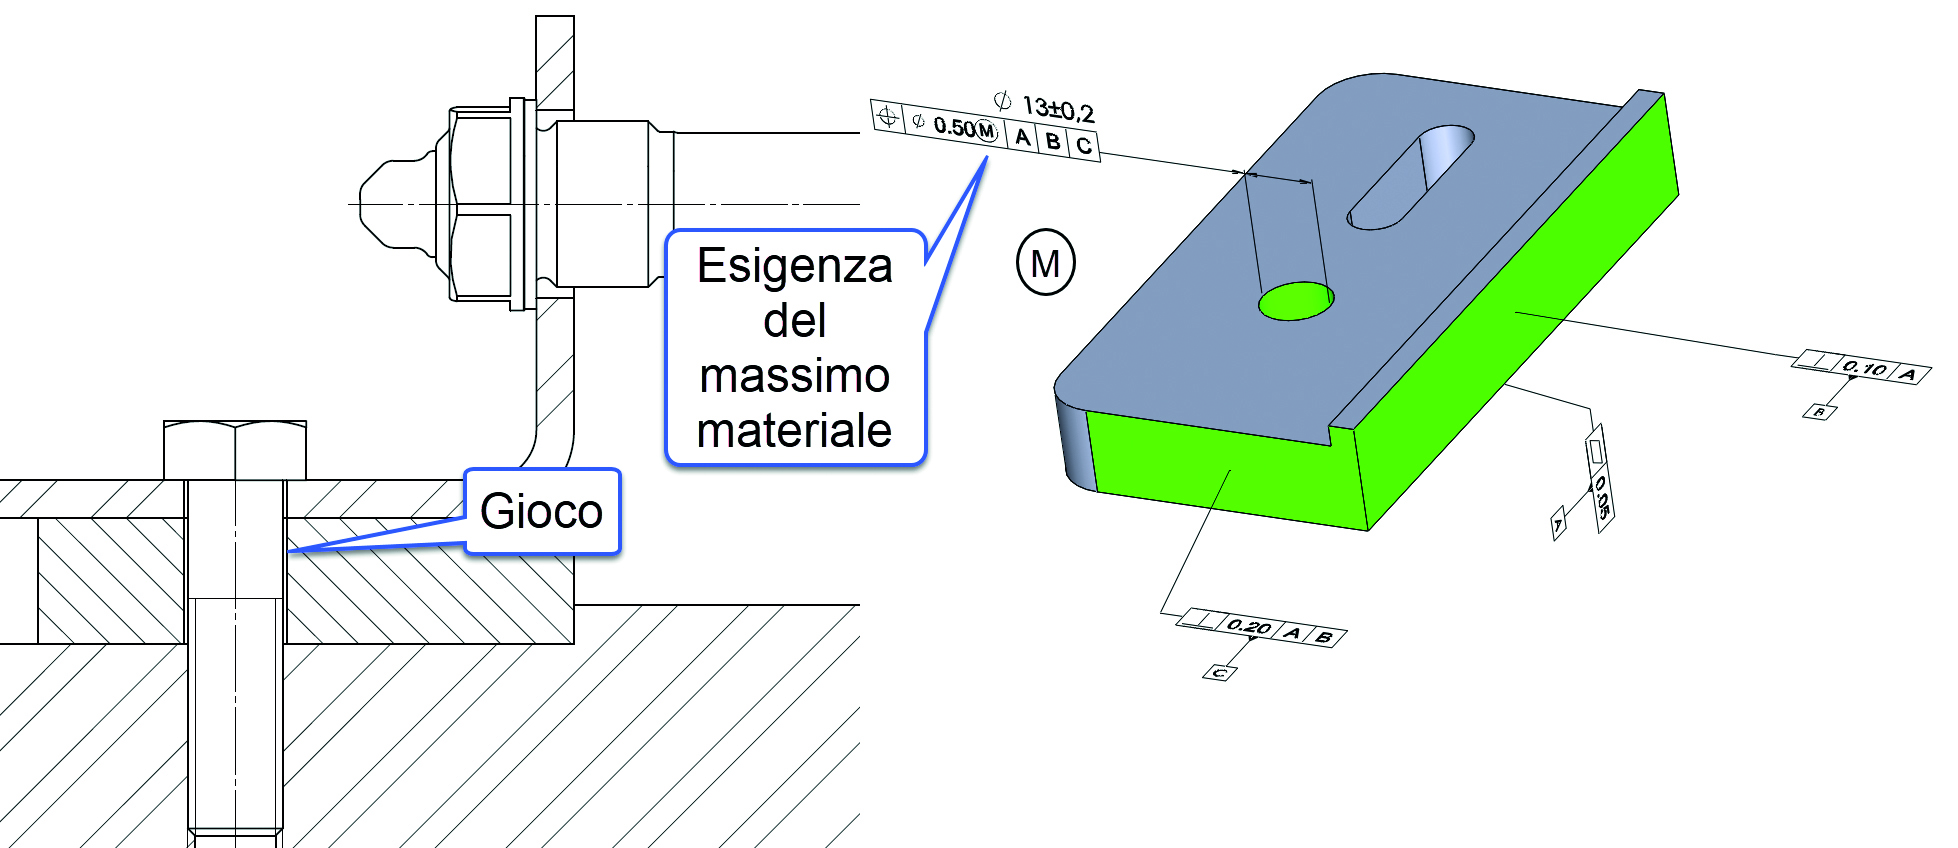 ⌀ 13±0,2
⌖ ⌀ 0.50Ⓜ A B C
Esigenza
del
massimo
materiale
Ⓜ
⟂ 0.10 A
B
⏥ 0.05
A
Gioco
⟂ 0.20 A B
C